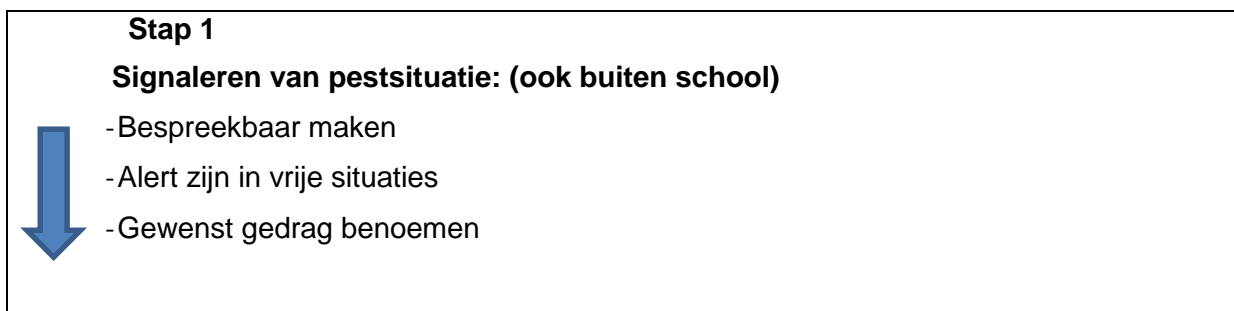 Stap 1
Signaleren van pestsituatie: (ook buiten school)
-Bespreekbaar maken
-Alert zijn in vrije situaties
-Gewenst gedrag benoemen